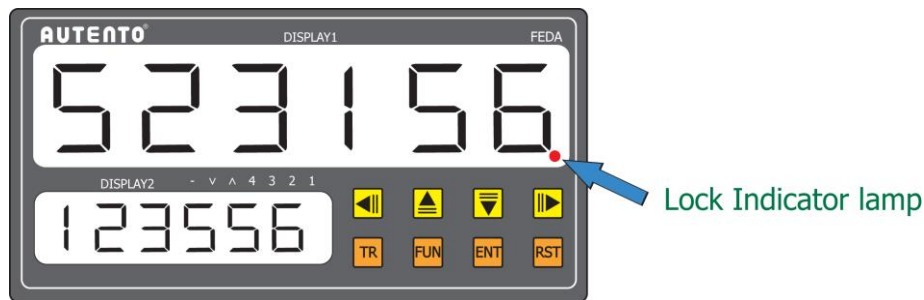 AUTENTO®
DISPLAY1
FEDA
523156
DISPLAY2 - v ʌ 4 3 2 1
123556
TR FUN ENT RST
Lock Indicator lamp